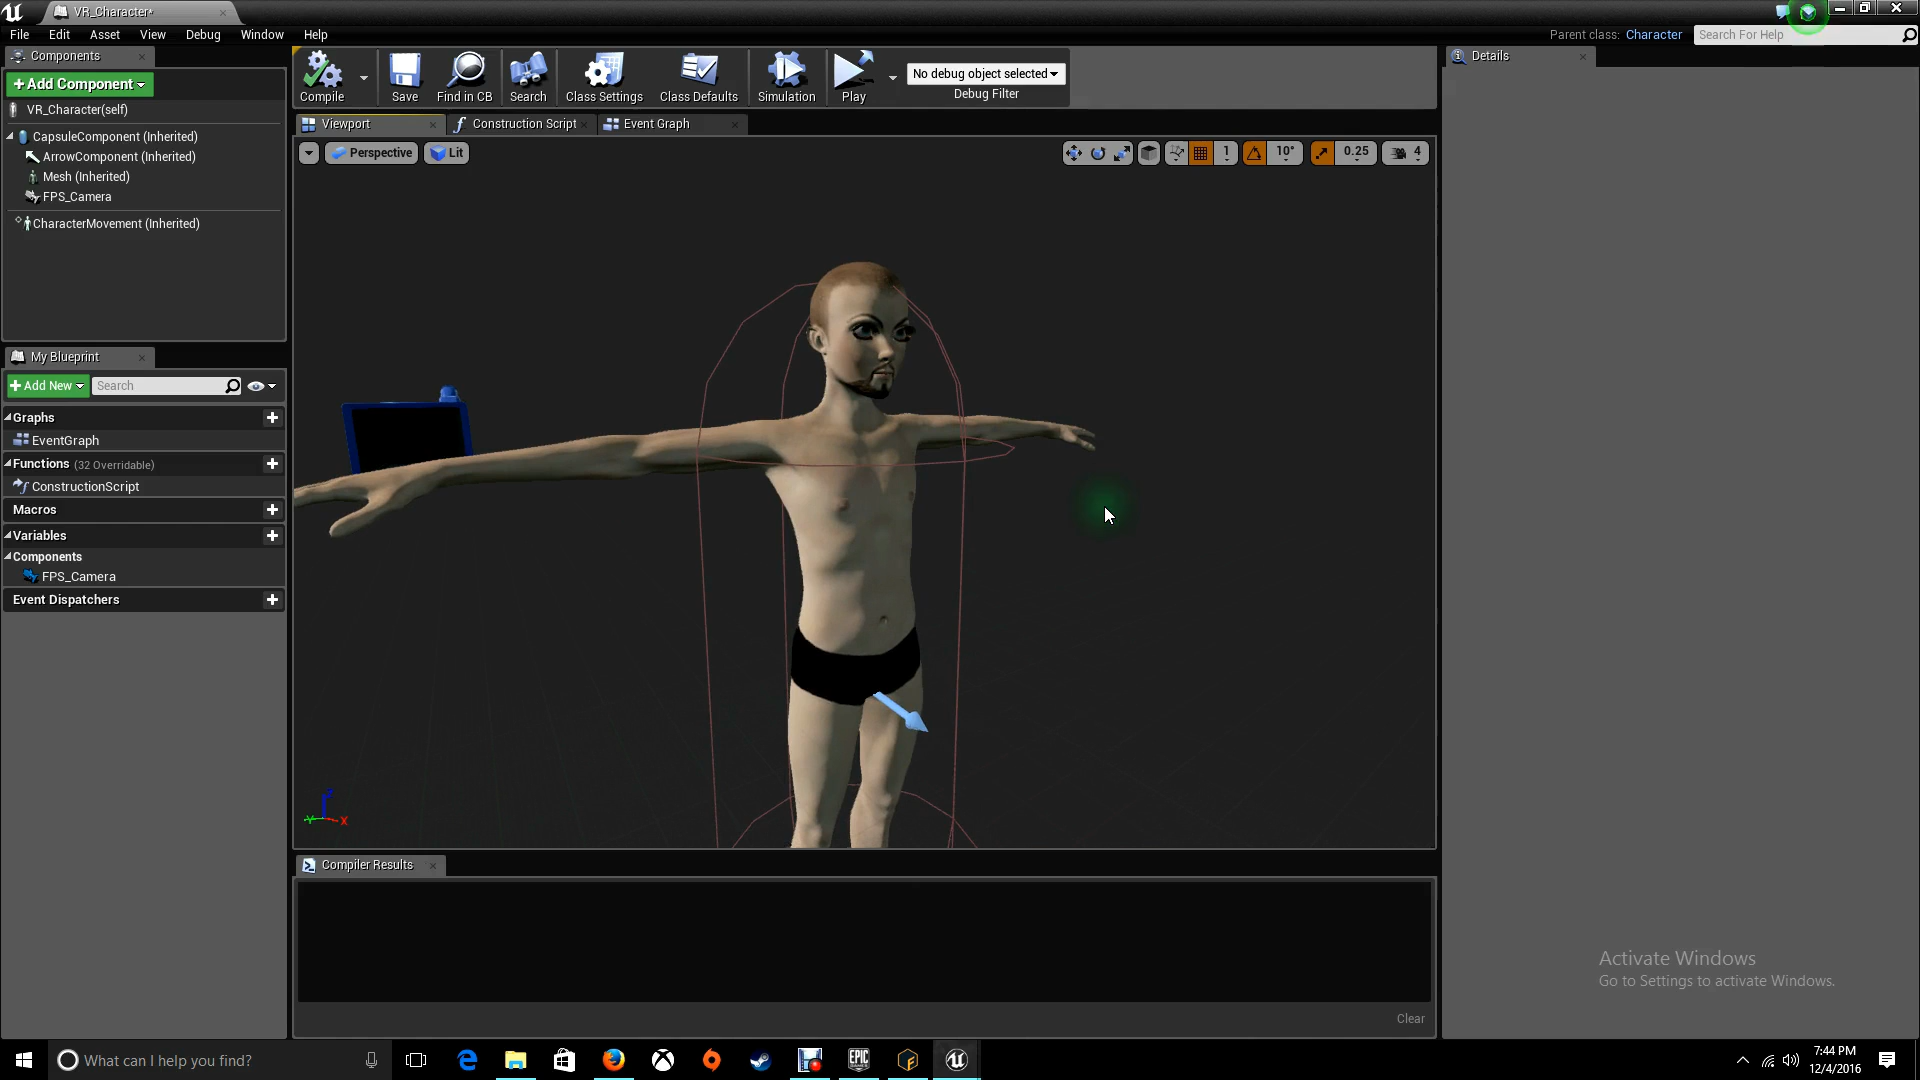 VR_Character*
File Edit Asset View Debug Window Help
Parent class: Character
Search For Help
Components
+Add Component
VR_Character(self)
CapsuleComponent (Inherited)
ArrowComponent (Inherited)
Mesh (Inherited)
FPS_Camera
CharacterMovement (Inherited)
My Blueprint
+Add New
Search
Graphs
EventGraph
Functions (32 Overridable)
ConstructionScript
Macros
Variables
Components
FPS_Camera
Event Dispatchers
Compile
Save
Find in CB
Search
Class Settings
Class Defaults
Simulation
Play
No debug object selected
Debug Filter
Viewport
Construction Script
Event Graph
Perspective
Lit
1
10°
0.25
4
Y
X
Z
Compiler Results
Clear
Details
Activate Windows
Go to Settings to activate Windows.
What can I help you find?
EPIC
GAMES
7:44 PM
12/4/2016